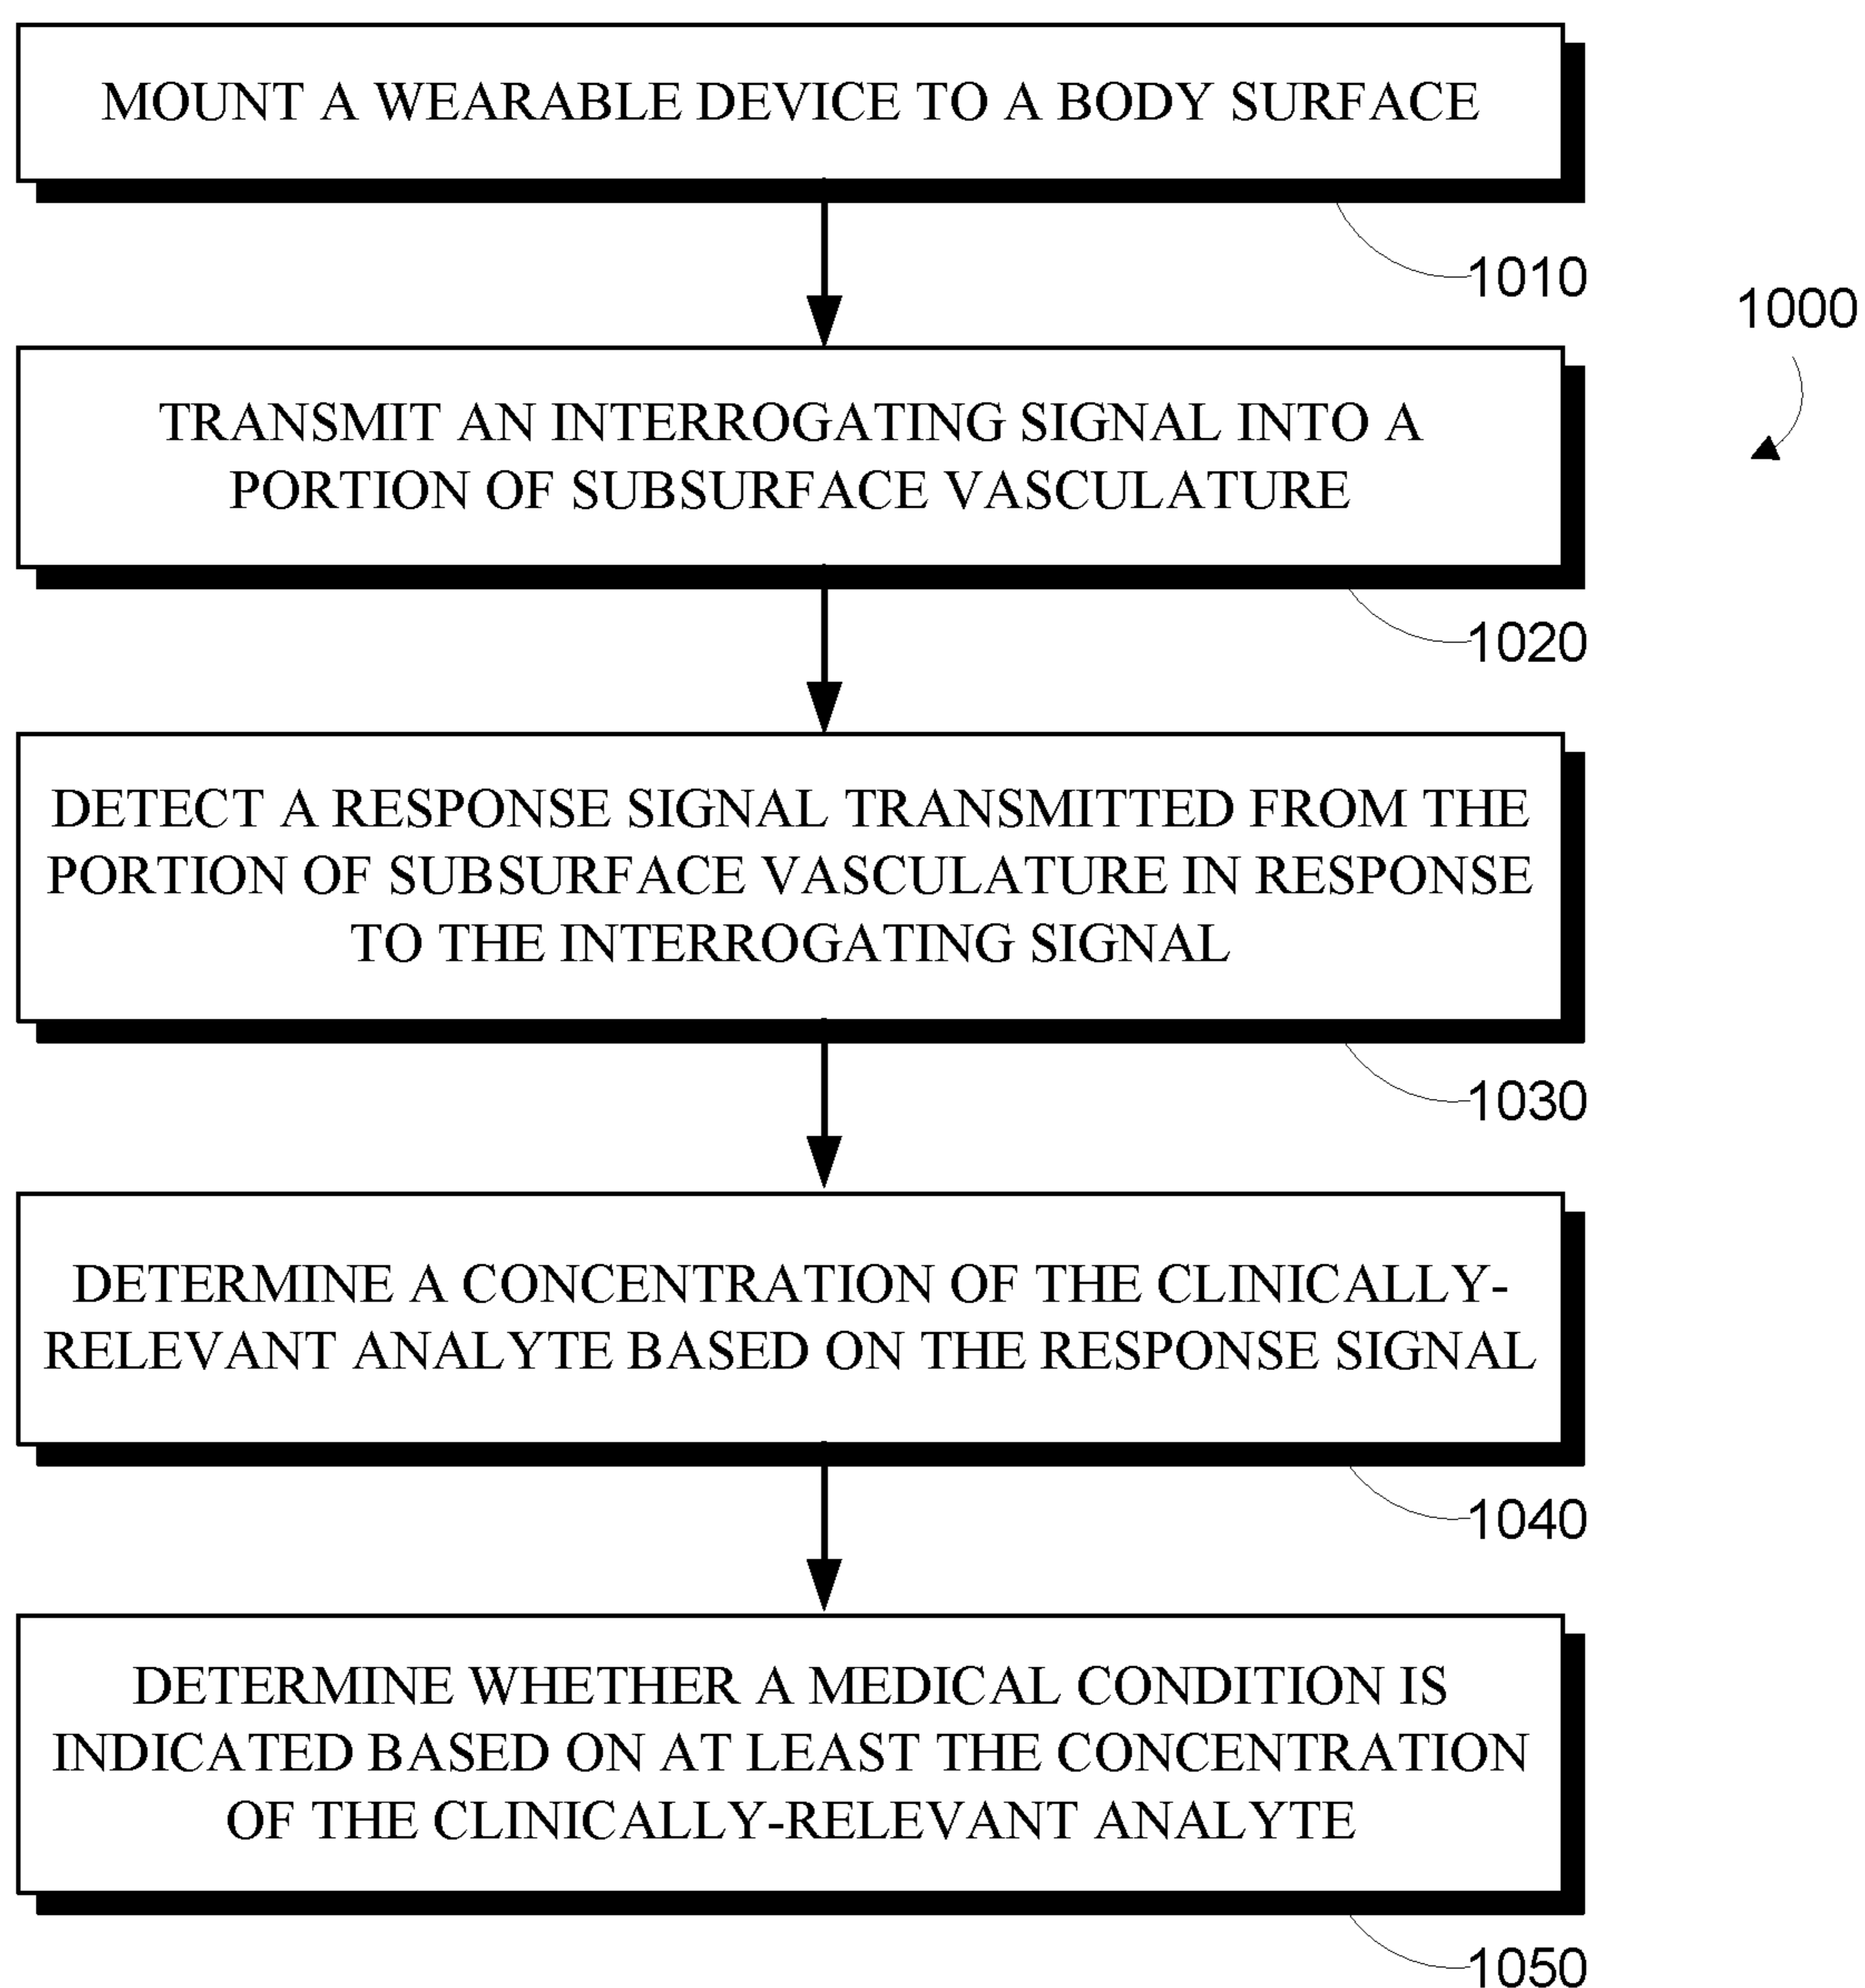 MOUNT A WEARABLE DEVICE TO A BODY SURFACE
1010
1000
TRANSMIT AN INTERROGATING SIGNAL INTO A
PORTION OF SUBSURFACE VASCULATURE
1020
DETECT A RESPONSE SIGNAL TRANSMITTED FROM THE
PORTION OF SUBSURFACE VASCULATURE IN RESPONSE
TO THE INTERROGATING SIGNAL
1030
DETERMINE A CONCENTRATION OF THE CLINICALLY-
RELEVANT ANALYTE BASED ON THE RESPONSE SIGNAL
1040
DETERMINE WHETHER A MEDICAL CONDITION IS
INDICATED BASED ON AT LEAST THE CONCENTRATION
OF THE CLINICALLY-RELEVANT ANALYTE
1050